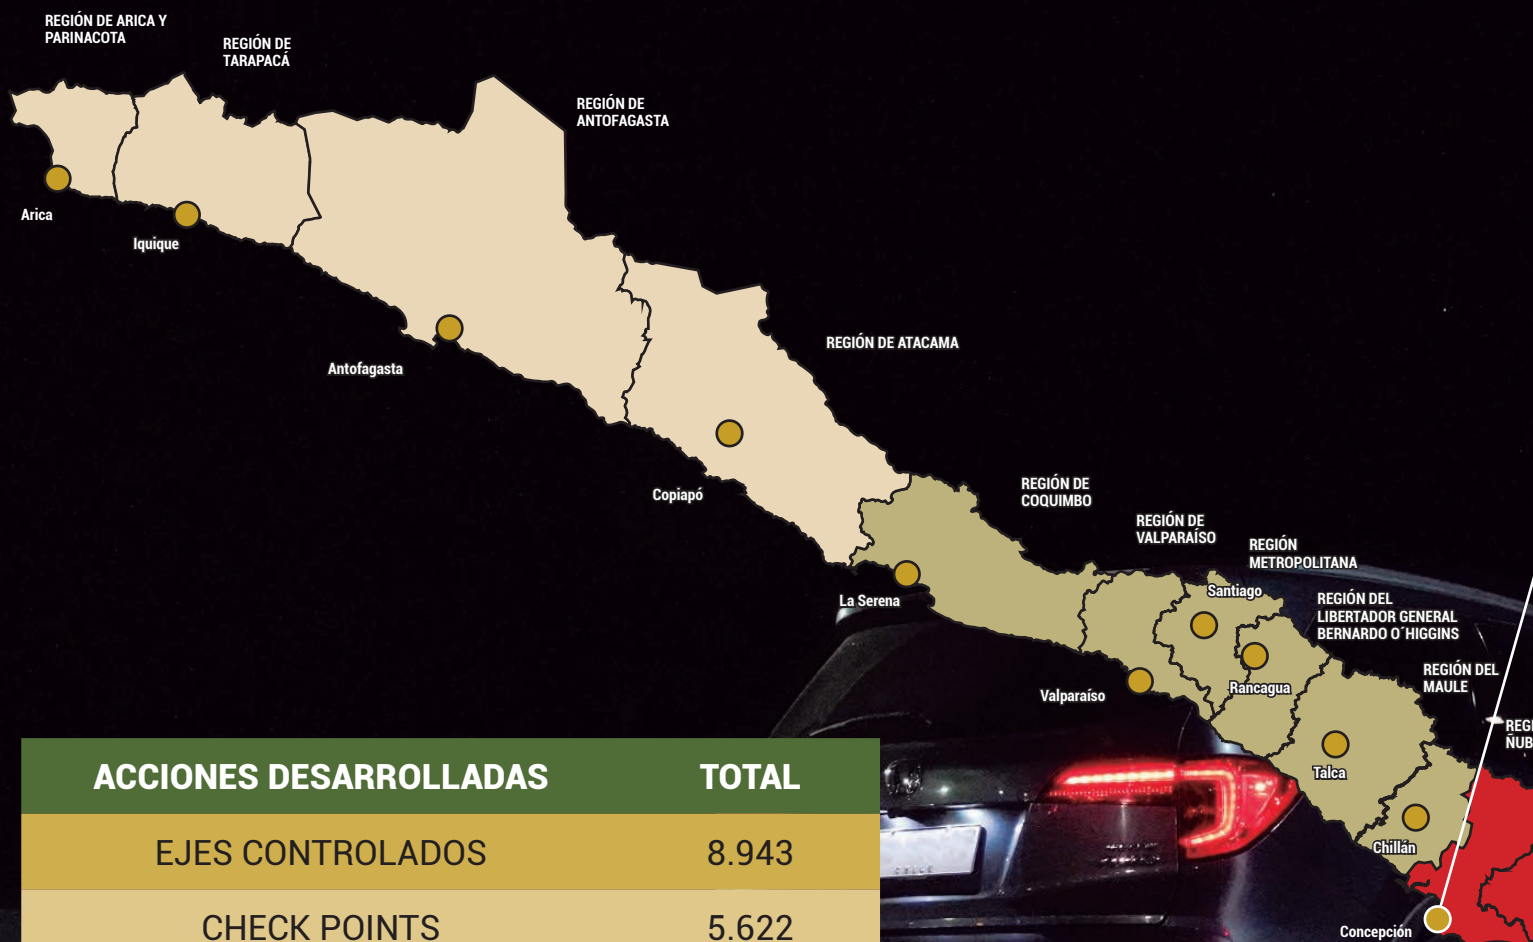 REGIÓN DE ARICA Y
PARINACOTA
REGIÓN DE
TARAPACÁ
REGIÓN DE
ANTOFAGASTA
Arica
Iquique
REGIÓN DE ATACAMA
Antofagasta
Copiapó
REGIÓN DE
COQUIMBO
REGIÓN DE
VALPARAÍSO
REGIÓN
METROPOLITANA
Santiago
La Serena
REGIÓN DEL
LIBERTADOR GENERAL
BERNARDO O´HIGGINS
REGIÓN DEL
MAULE
Rancagua
Valparaíso
REGI
ÑUB
Talca
Chillán
Concepción
ACCIONES DESARROLLADAS TOTAL
EJES CONTROLADOS 8.943
CHECK POINTS 5.622